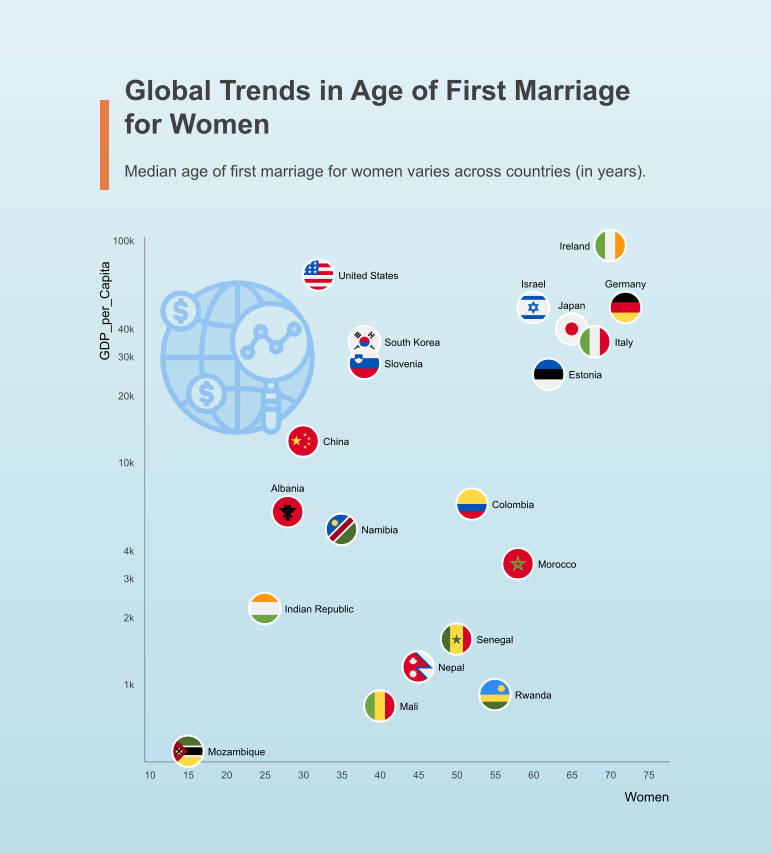 Global Trends in Age of First Marriage
for Women
Median age of first marriage for women varies across countries (in years).
GDP_per_Capita
100k
40k
30k
20k
10k
4k
3k
2k
1k
Ireland
United States
Israel
Germany
Japan
South Korea
Italy
Slovenia
Estonia
China
Albania
Colombia
Namibia
Morocco
Indian Republic
Senegal
Nepal
Rwanda
Mali
Mozambique
$
$
10 15 20 25 30 35 40 45 50 55 60 65 70 75
Women